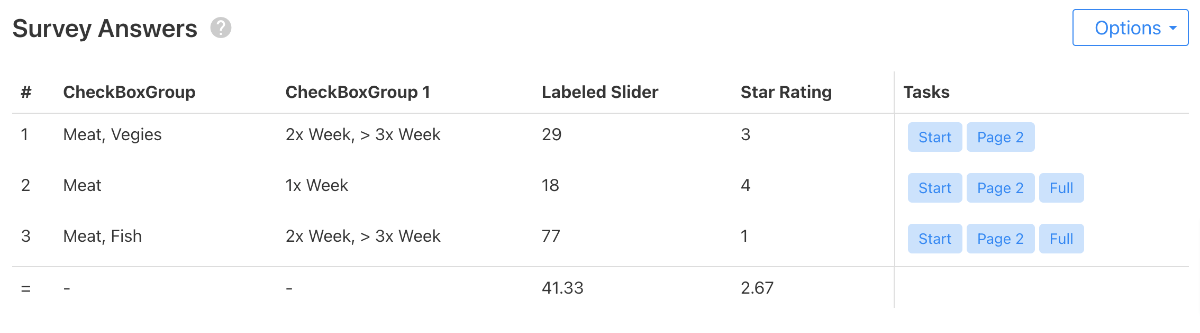 Survey Answers ?
Options
# CheckBoxGroup CheckBoxGroup 1 Labeled Slider Star Rating Tasks
1 Meat, Vegies 2x Week, > 3x Week 29 3 Start Page 2
2 Meat 1x Week 18 4 Start Page 2 Full
3 Meat, Fish 2x Week, > 3x Week 77 1 Start Page 2 Full
= - - 41.33 2.67